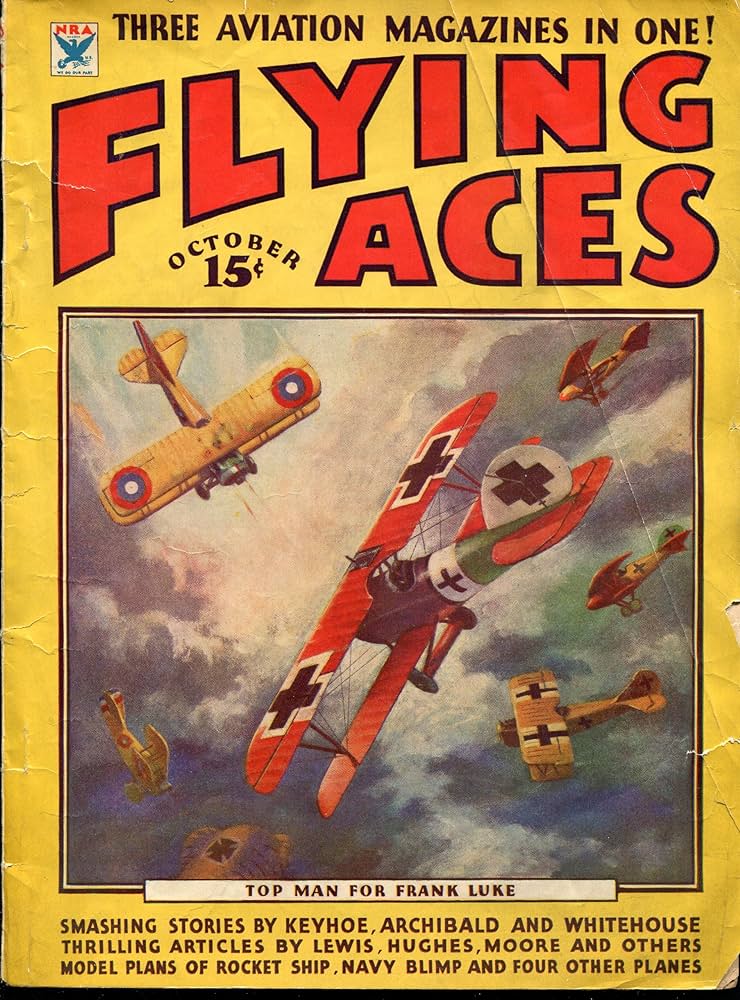 THREE AVIATION MAGAZINES IN ONE!
NRA
WE DO OUR PART
FLYING
ACES
OCTOBER
15¢
TOP MAN FOR FRANK LUKE
SMASHING STORIES BY KEYHOE, ARCHIBALD AND WHITEHOUSE
THRILLING ARTICLES BY LEWIS, HUGHES, MOORE AND OTHERS
MODEL PLANS OF ROCKET SHIP, NAVY BLIMP AND FOUR OTHER PLANES